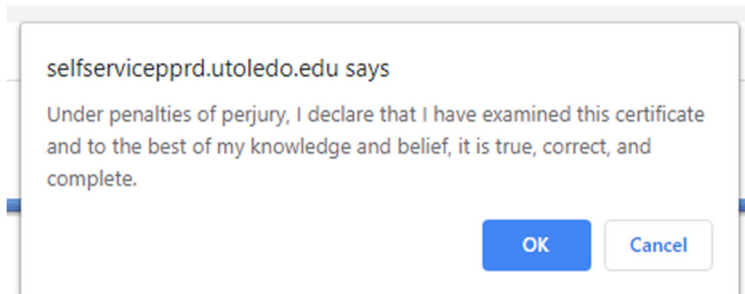 selfservicepprd.utoledo.edu says
Under penalties of perjury, I declare that I have examined this certificate
and to the best of my knowledge and belief, it is true, correct, and
complete.
OK Cancel